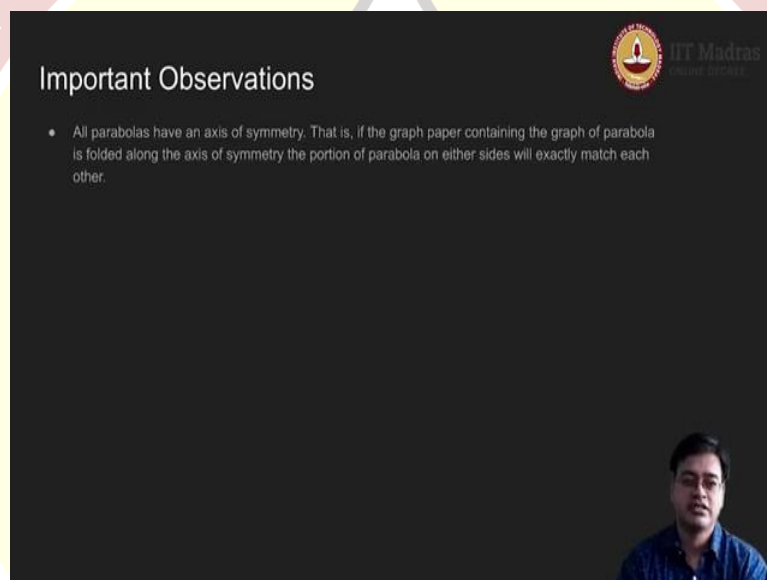 IIT Madras
ONLINE DEGREE
Important Observations
● All parabolas have an axis of symmetry. That is, if the graph paper containing the graph of parabola
is folded along the axis of symmetry the portion of parabola on either sides will exactly match each
other.